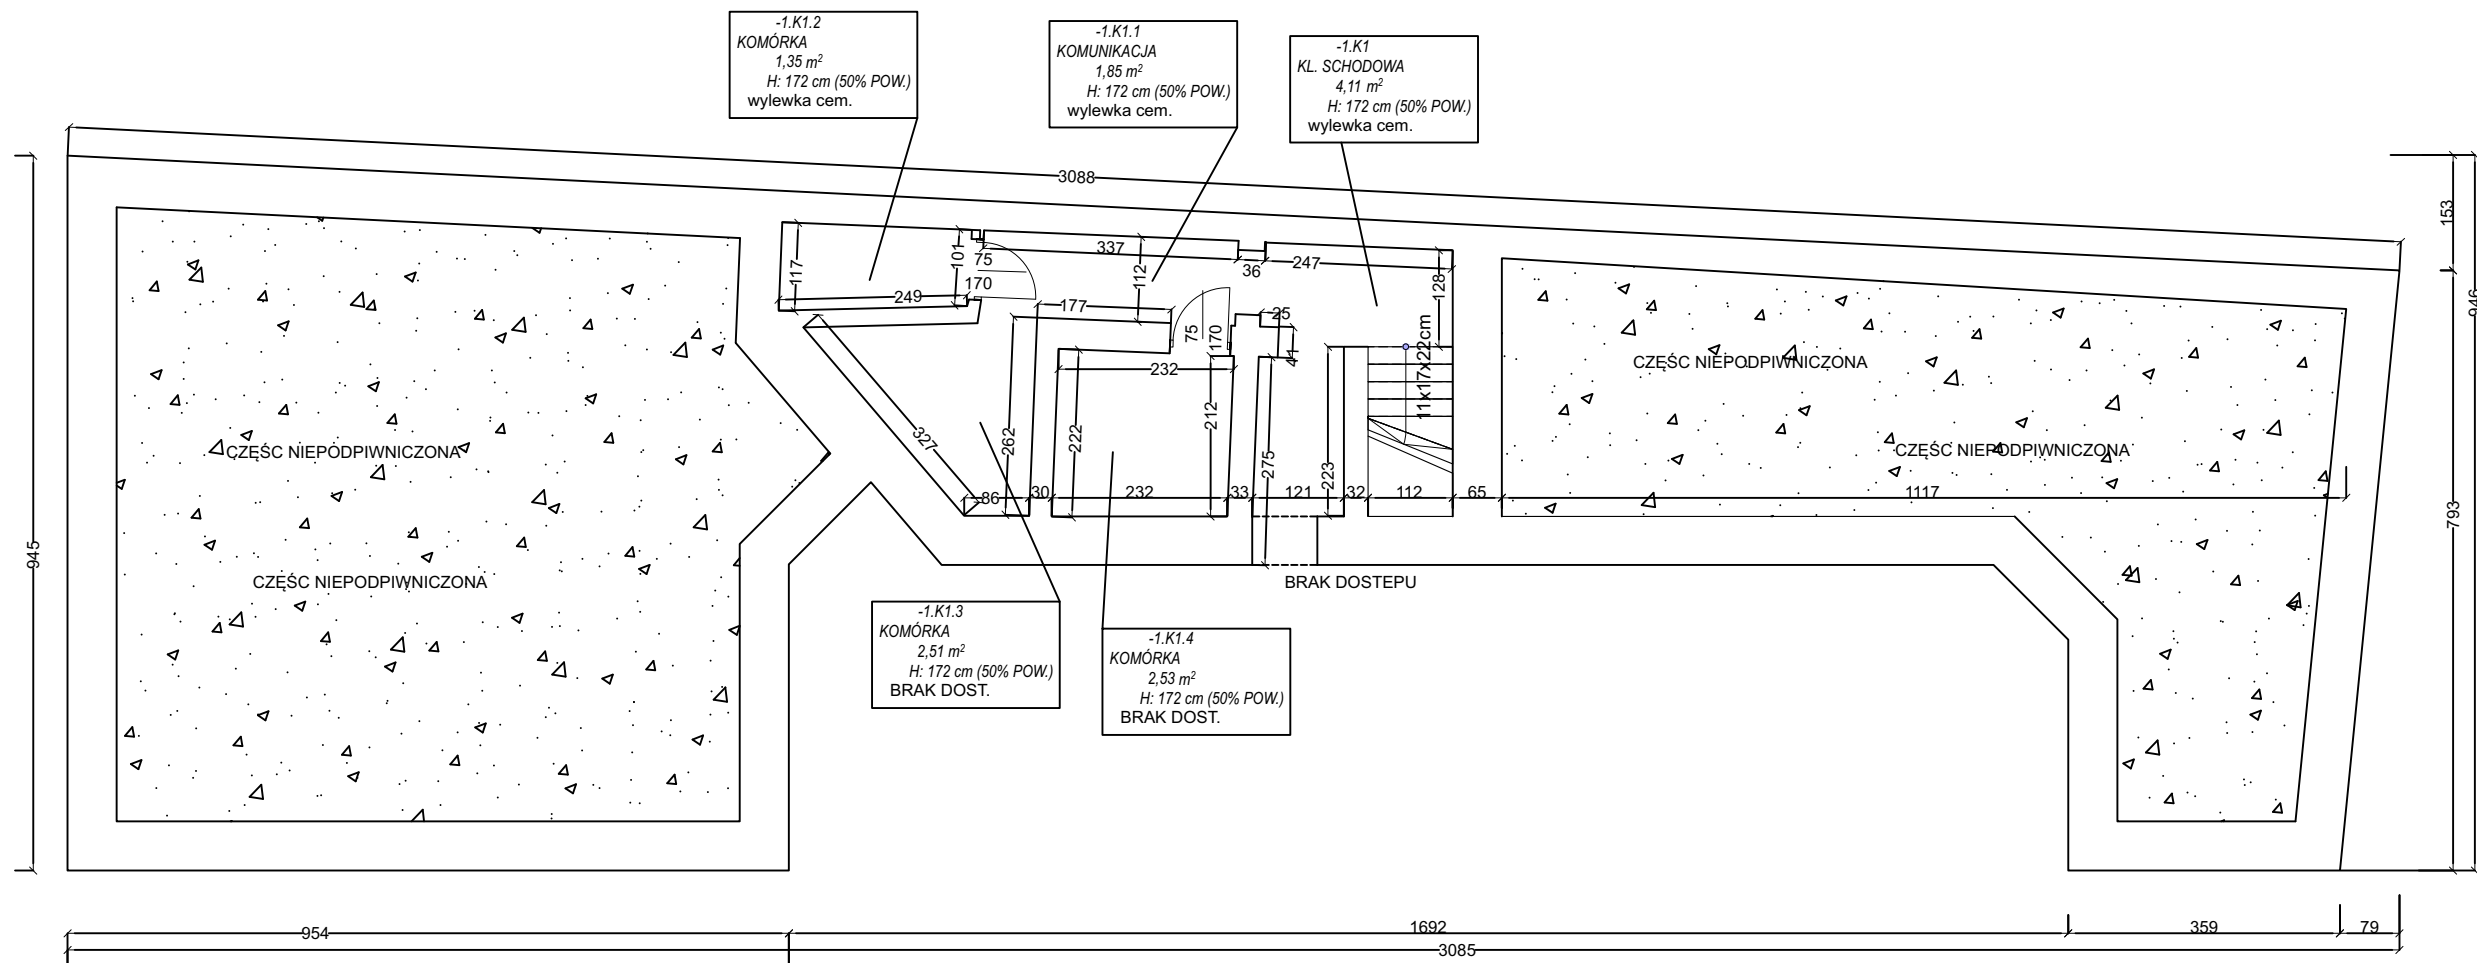 -1.K1.2
KOMÓRKA
1,35 m²
H: 172 cm (50% POW.)
wylewka cem.
-1.K1.1
KOMUNIKACJA
1,85 m²
H: 172 cm (50% POW.)
wylewka cem.
-1.K1
KL. SCHODOWA
4,11 m²
H: 172 cm (50% POW.)
wylewka cem.
3088
153
946
337
36
247
128
117
101
75
170
249
112
177
75
170
25
41
11x17x22cm
232
327
262
222
212
275
223
86
30
232
33
121
32
112
65
1117
CZĘŚC NIEPODPIWNICZONA
CZĘŚC NIEPODPIWNICZONA
CZĘŚC NIEPODPIWNICZONA
CZĘŚC NIEPODPIWNICZONA
945
793
BRAK DOSTEPU
-1.K1.3
KOMÓRKA
2,51 m²
H: 172 cm (50% POW.)
BRAK DOST.
-1.K1.4
KOMÓRKA
2,53 m²
H: 172 cm (50% POW.)
BRAK DOST.
954
1692
359
79
3085